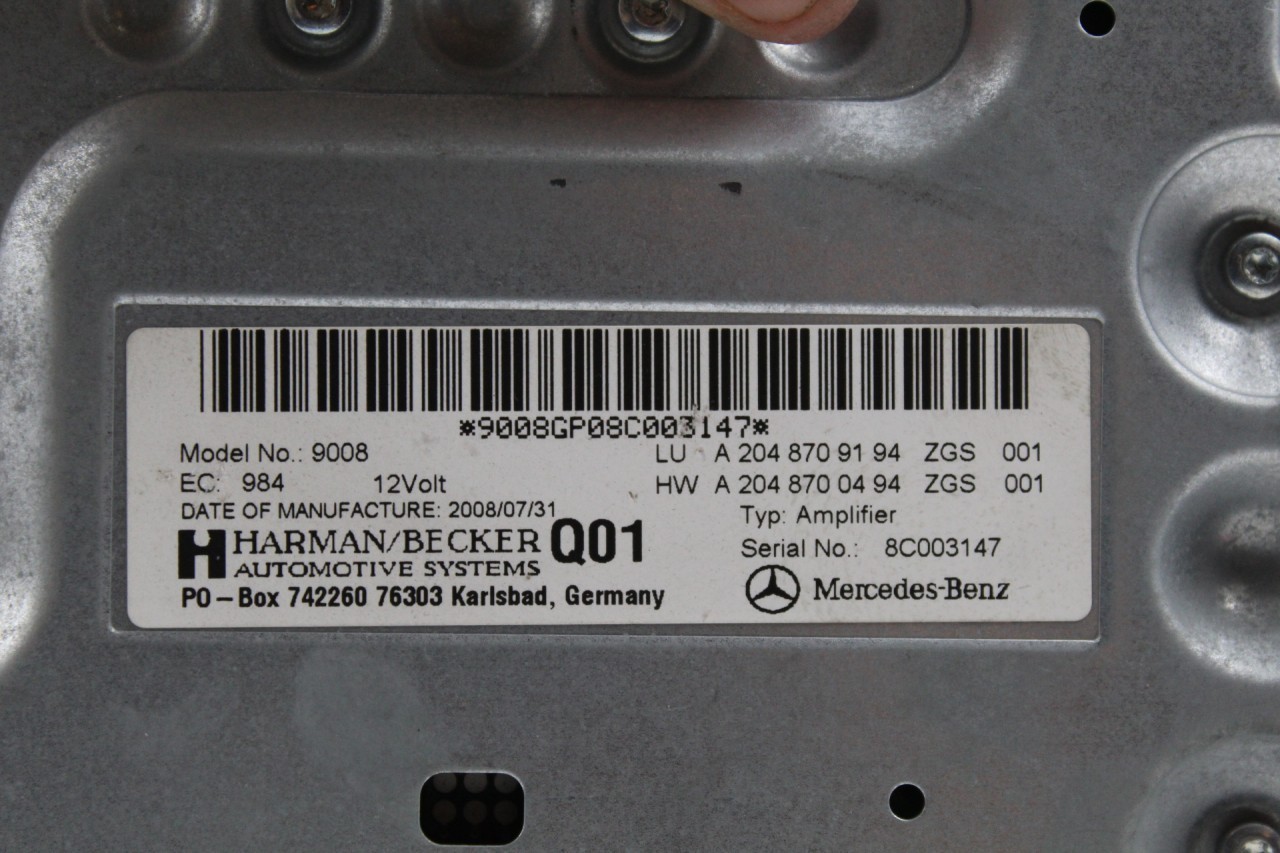 *9008GP08C003147*
Model No.: 9008
EC: 984 12Volt
DATE OF MANUFACTURE: 2008/07/31
HARMAN/BECKER
AUTOMOTIVE SYSTEMS
Q01
PO-Box 742260 76303 Karlsbad, Germany
LU A 204 870 91 94 ZGS 001
HW A 204 870 04 94 ZGS 001
Typ: Amplifier
Serial No.: 8C003147
Mercedes-Benz